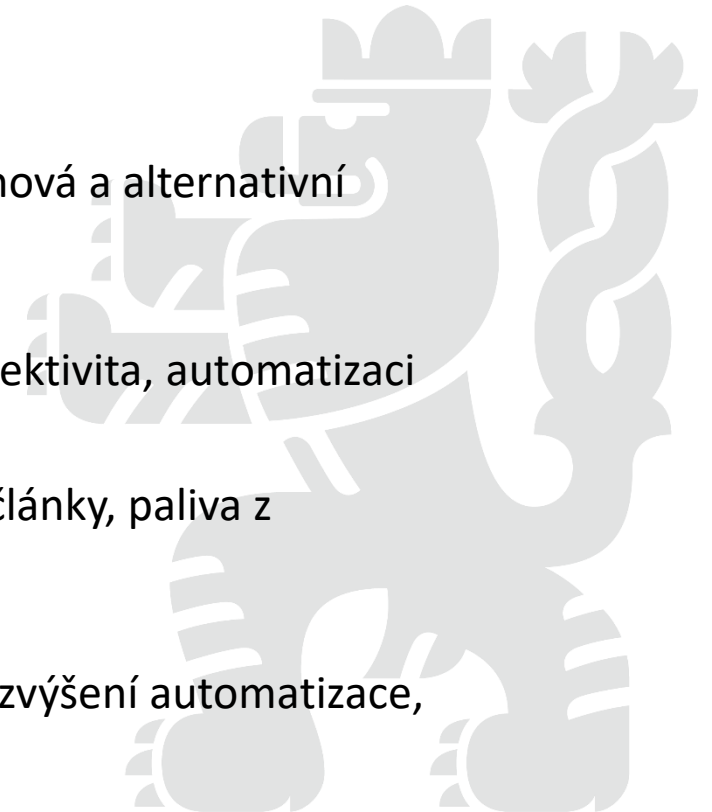 nová a alternativní
ektivita, automatizaci
články, paliva z
zvýšení automatizace,